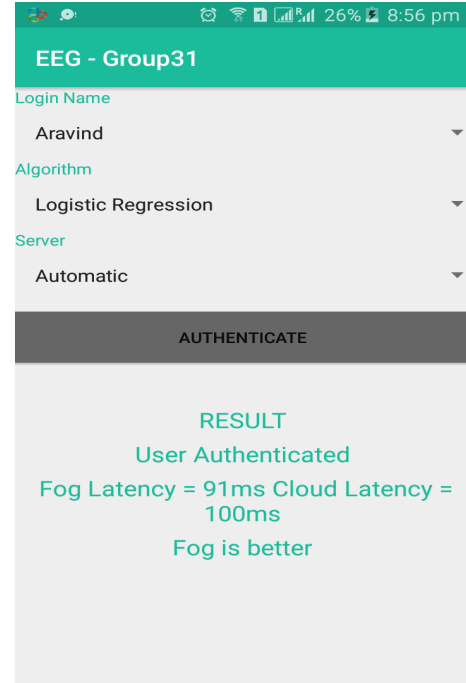 1 R 26% 8:56 pm
EEG - Group31
Login Name
Aravind
Algorithm
Logistic Regression
Server
Automatic
AUTHENTICATE
RESULT
User Authenticated
Fog Latency = 91ms Cloud Latency =
100ms
Fog is better